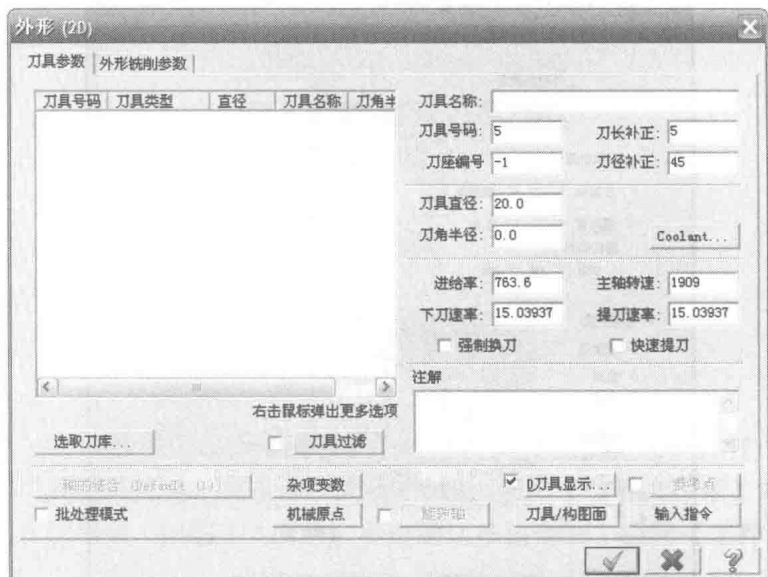 外形 (2D)
刀具参数 外形铣削参数
刀具号码 刀具类型 直径 刀具名称 刀角半
右击鼠标弹出更多选项
选取刀库... 刀具过滤
刀具名称:
刀具号码: 5 刀长补正: 5
刀座编号 -1 刀径补正: 45
刀具直径: 20.0
刀角半径: 0.0 Coolant...
进给率: 763.6 主轴转速: 1909
下刀速率: 15.03937 提刀速率: 15.03937
强制换刀 快速提刀
注解
杂项变数 D刀具显示... 参考点
批处理模式 机械原点 旋转轴 刀具/构图面 输入指令